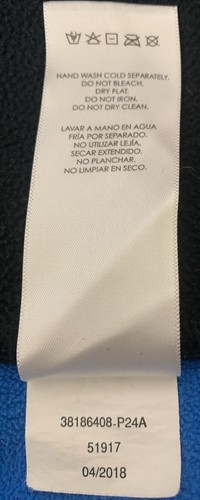 HAND WASH COLD SEPARATELY.
DO NOT BLEACH.
DRY FLAT.
DO NOT IRON.
DO NOT DRY CLEAN.
LAVAR A MANO EN AGUA
FRÍA POR SEPARADO.
NO UTILIZAR LEJÍA.
SECAR EXTENDIDO.
NO PLANCHAR.
NO LIMPIAR EN SECO.
38186408-P24A
51917
04/2018